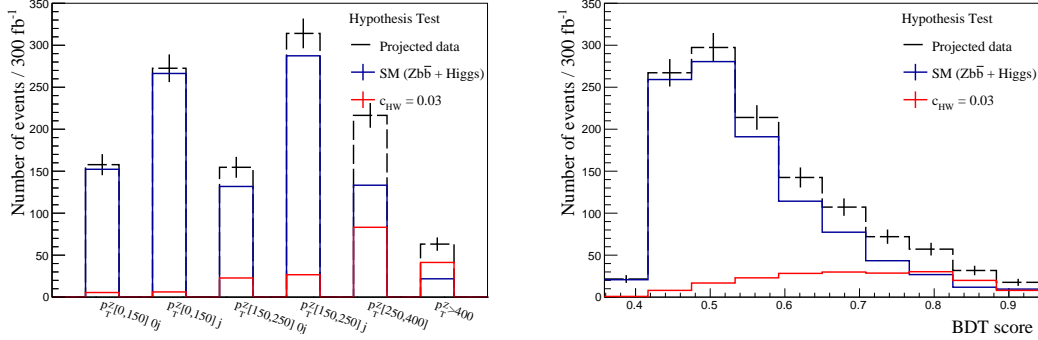 Number of events / 300 fb⁻¹
350
300
250
200
150
100
50
0
Hypothesis Test
Projected data
SM (Zbb̅ + Higgs)
c_HW = 0.03
p_T^Z[0,150] 0j
p_T^Z[0,150] j
p_T^Z[150,250] 0j
p_T^Z[150,250] j
p_T^Z[250,400]
p_T^Z>400
Number of events / 300 fb⁻¹
350
300
250
200
150
100
50
0
Hypothesis Test
Projected data
SM (Zbb̅ + Higgs)
c_HW = 0.03
0.4
0.5
0.6
0.7
0.8
0.9
BDT score